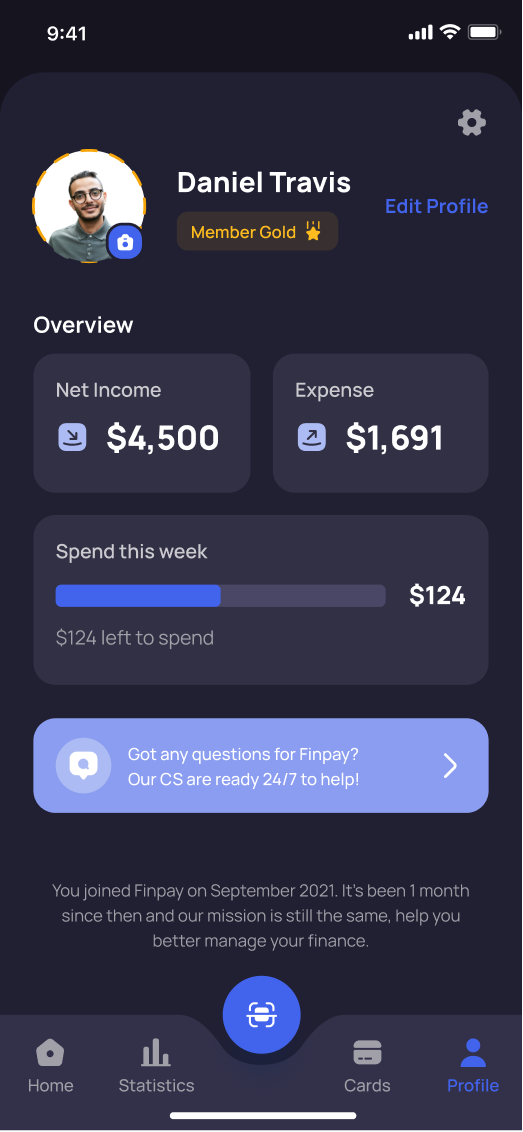 9:41
Daniel Travis
Member Gold
Edit Profile
Overview
Net Income
$4,500
Expense
$1,691
Spend this week
$124
$124 left to spend
Got any questions for Finpay?
Our CS are ready 24/7 to help!
You joined Finpay on September 2021. It's been 1 month
since then and our mission is still the same, help you
better manage your finance.
Home
Statistics
Cards
Profile